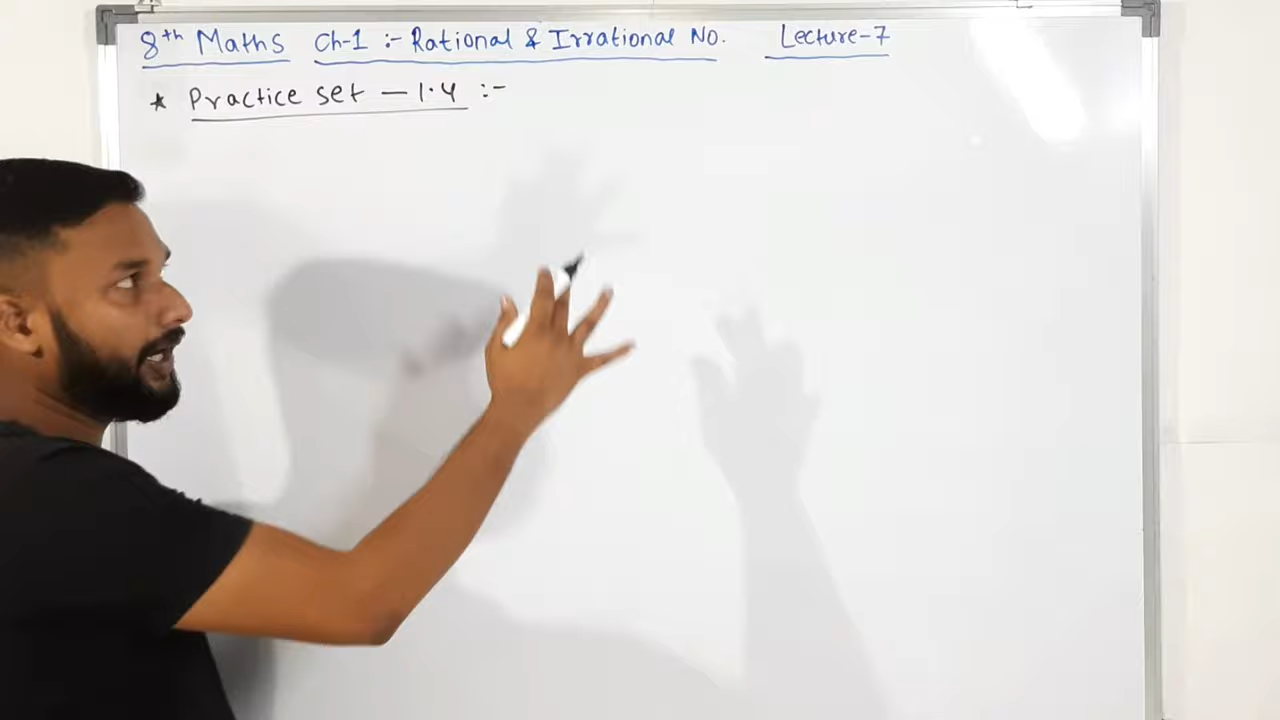 8th Maths Ch-1 :- Rational & Irrational No. Lecture-7
★ Practice set — 1.4 :-